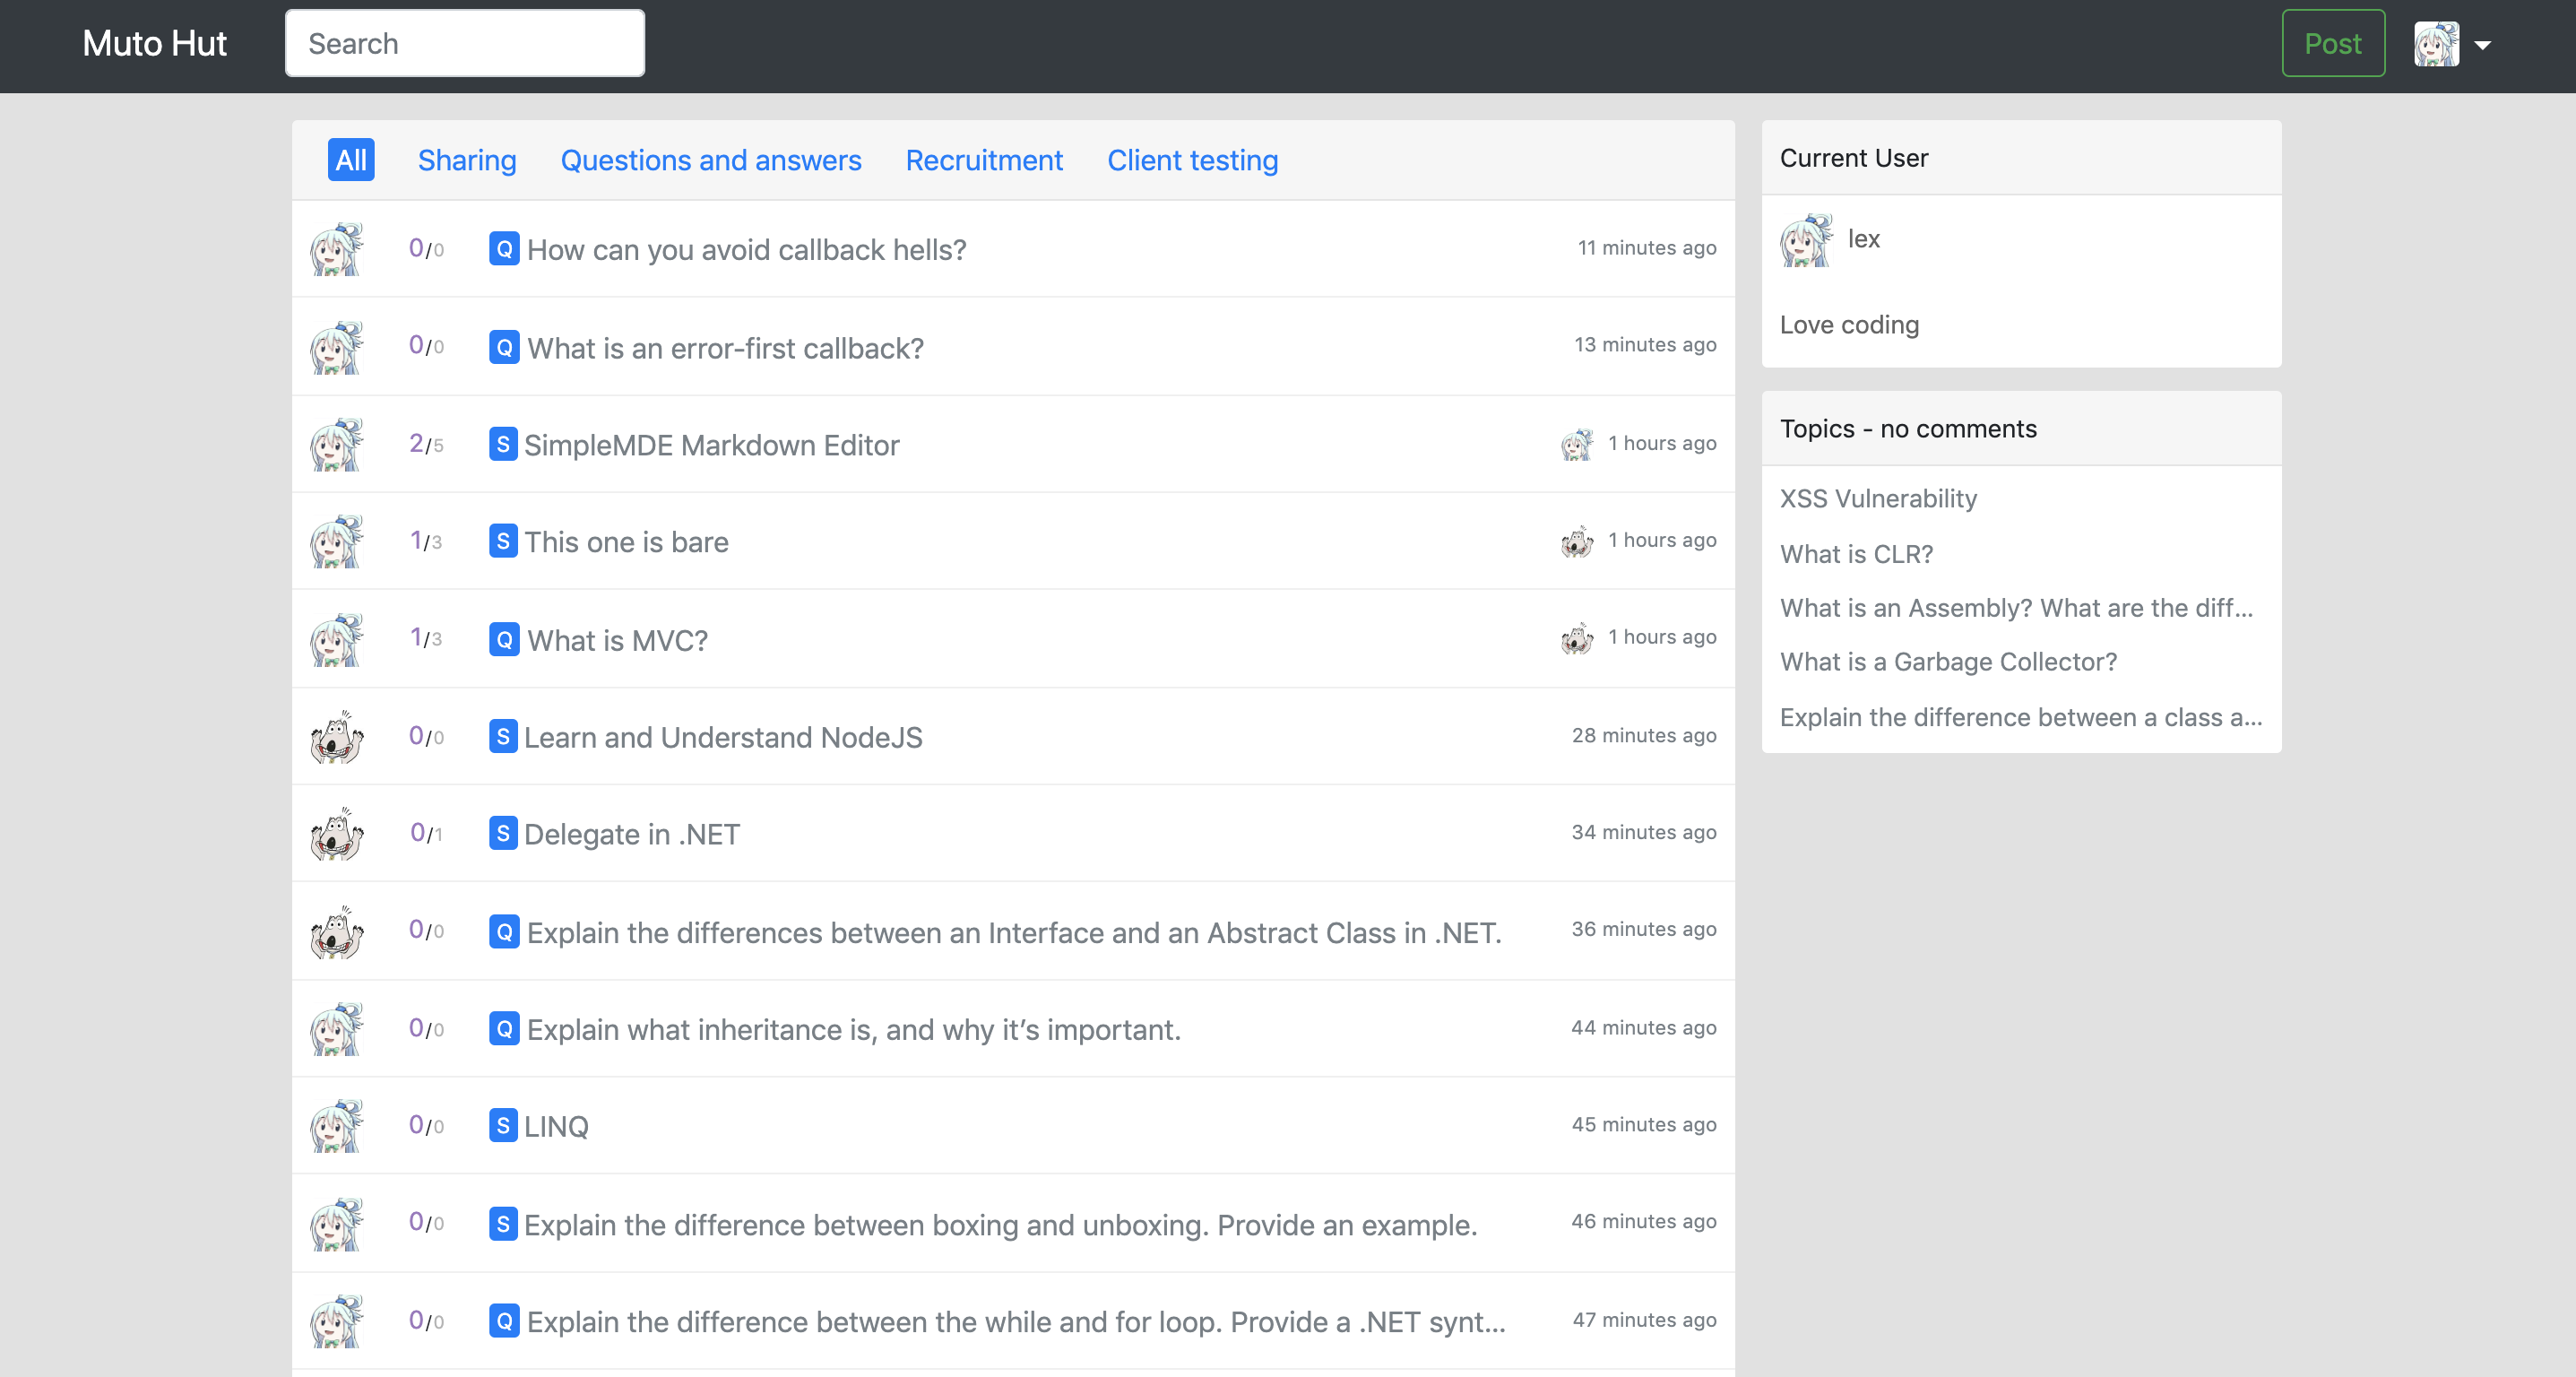 Muto Hut Search Post
All Sharing Questions and answers Recruitment Client testing
0/0 Q How can you avoid callback hells? 11 minutes ago
0/0 Q What is an error-first callback? 13 minutes ago
2/5 S SimpleMDE Markdown Editor 1 hours ago
1/3 S This one is bare 1 hours ago
1/3 Q What is MVC? 1 hours ago
0/0 S Learn and Understand NodeJS 28 minutes ago
0/1 S Delegate in .NET 34 minutes ago
0/0 Q Explain the differences between an Interface and an Abstract Class in .NET. 36 minutes ago
0/0 Q Explain what inheritance is, and why it’s important. 44 minutes ago
0/0 S LINQ 45 minutes ago
0/0 S Explain the difference between boxing and unboxing. Provide an example. 46 minutes ago
0/0 Q Explain the difference between the while and for loop. Provide a .NET synt... 47 minutes ago
Current User
lex
Love coding
Topics - no comments
XSS Vulnerability
What is CLR?
What is an Assembly? What are the diff...
What is a Garbage Collector?
Explain the difference between a class a...